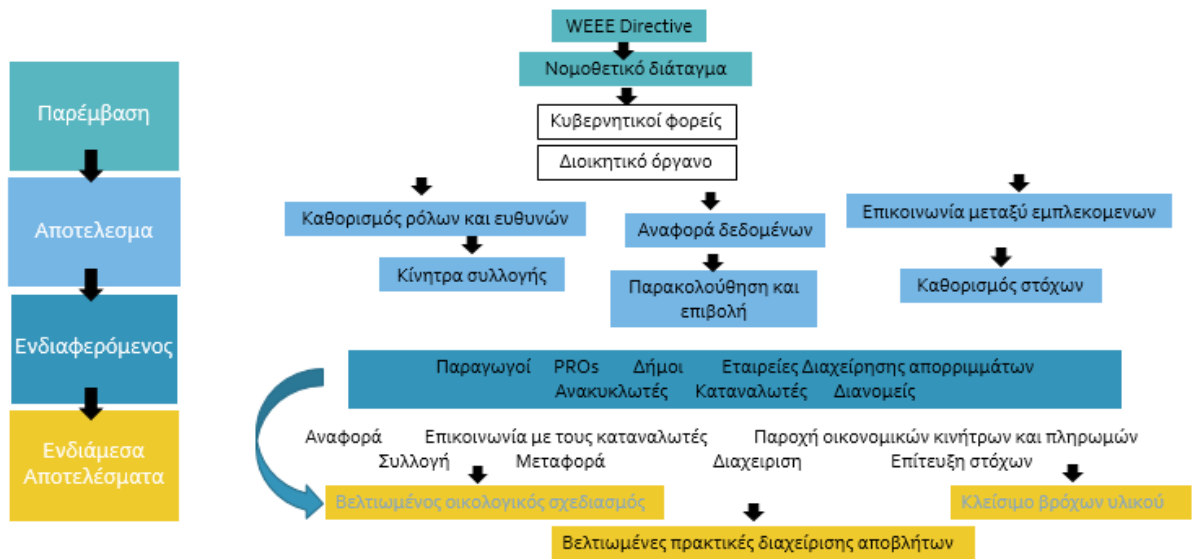 WEEE Directive
Νομοθετικό διάταγμα
Κυβερνητικοί φορείς
Διοικητικό όργανο
Παρέμβαση
Αποτελεσμα
Ενδιαφερόμενος
Ενδιάμεσα
Αποτελέσματα
Καθορισμός ρόλων και ευθυνών
Κίνητρα συλλογής
Αναφορά δεδομένων
Παρακολούθηση και
επιβολή
Επικοινωνία μεταξύ εμπλεκομενων
Καθορισμός στόχων
Παραγωγοί PROs Δήμοι Εταιρείες Διαχείρησης απορριμμάτων
Ανακυκλωτές Καταναλωτές Διανομείς
Αναφορά Επικοινωνία με τους καταναλωτές Παροχή οικονομικών κινήτρων και πληρωμών
Συλλογή Μεταφορά Διαχειριση Επίτευξη στόχων
Βελτιωμένος οικολογικός σχεδιασμός
Κλείσιμο βρόχων υλικού
Βελτιωμένες πρακτικές διαχείρισης αποβλήτων